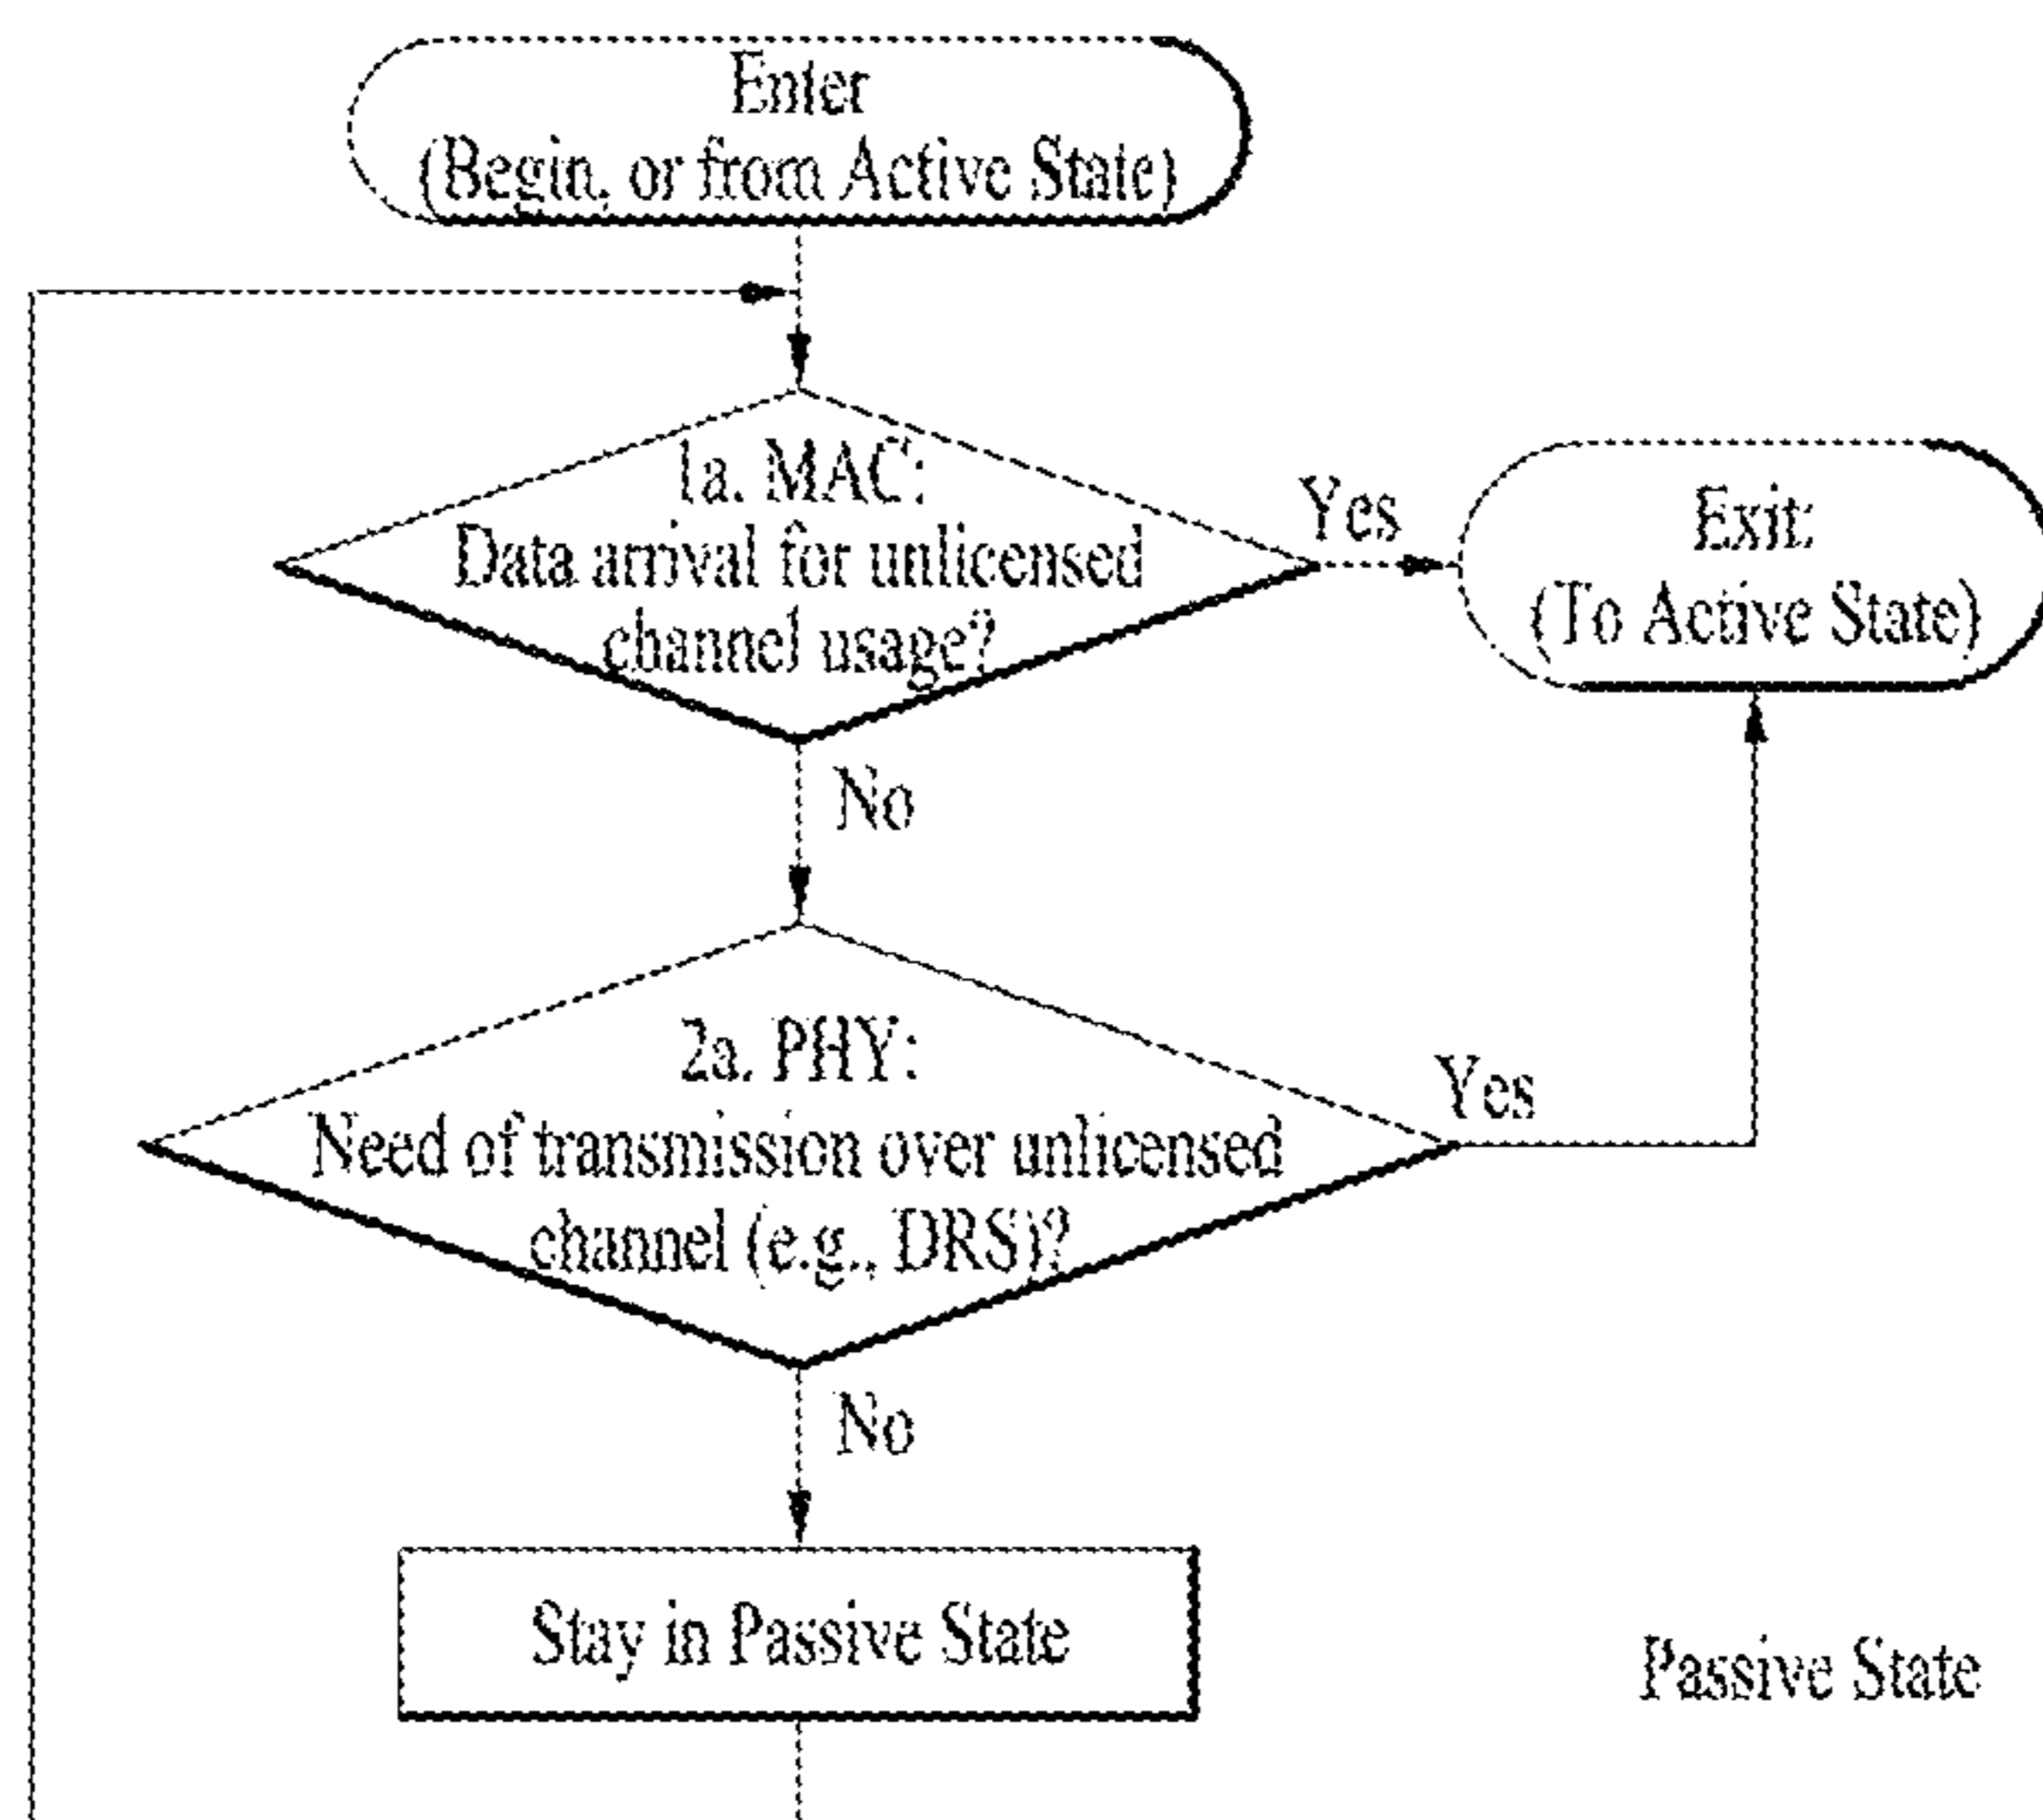 Enter
(Begin, or from Active State)
1a. MAC:
Data arrival for unlicensed
channel usage?
Yes
Exit:
(To Active State)
No
2a. PHY:
Need of transmission over unlicensed
channel (e.g., DRS)?
Yes
No
Stay in Passive State
Passive State